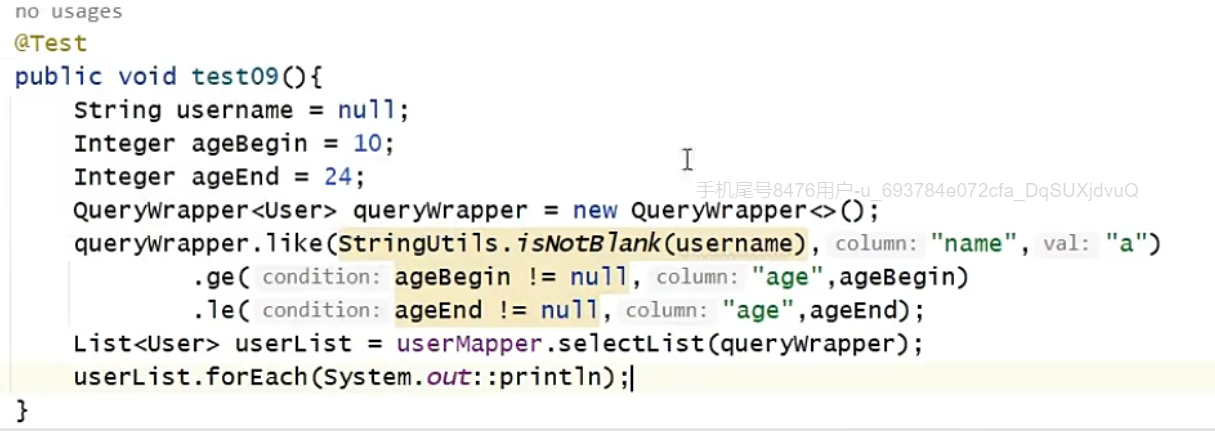 no usages
@Test
public void test09(){
String username = null;
Integer ageBegin = 10;
Integer ageEnd = 24;
手机尾号8476用户-u_693784e072cfa_DqSUXjdvuQ
QueryWrapper<User> queryWrapper = new QueryWrapper<>();
queryWrapper.like(StringUtils.isNotBlank(username), column: "name", val: "a")
.ge( condition: ageBegin != null, column: "age",ageBegin)
.le( condition: ageEnd != null, column: "age",ageEnd);
List<User> userList = userMapper.selectList(queryWrapper);
userList.forEach(System.out::println);
}